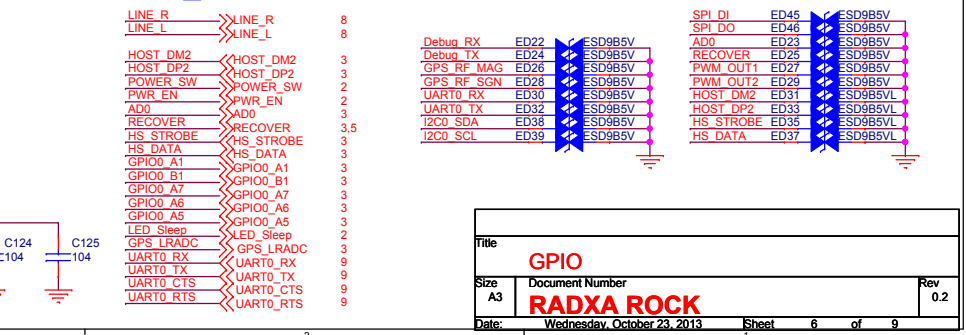 LINE_R LINE_R 8
LINE_L LINE_L 8
HOST_DM2 HOST_DM2 3
HOST_DP2 HOST_DP2 3
POWER_SW POWER_SW 2
PWR_EN PWR_EN 2
AD0 AD0 3
RECOVER RECOVER 3,5
HS_STROBE HS_STROBE 3
HS_DATA HS_DATA 3
GPIO0_A1 GPIO0_A1 3
GPIO0_B1 GPIO0_B1 3
GPIO0_A7 GPIO0_A7 3
GPIO0_A6 GPIO0_A6 3
GPIO0_A5 GPIO0_A5 3
LED_Sleep LED_Sleep 2
GPS_LRADC GPS_LRADC 3
UART0_RX UART0_RX 9
UART0_TX UART0_TX 9
UART0_CTS UART0_CTS 9
UART0_RTS UART0_RTS 9
C124 C125
104 104
Debug_RX ED22 ESD9B5V
Debug_TX ED24 ESD9B5V
GPS_RF_MAG ED26 ESD9B5V
GPS_RF_SGN ED28 ESD9B5V
UART0_RX ED30 ESD9B5V
UART0_TX ED32 ESD9B5V
I2C0_SDA ED38 ESD9B5V
I2C0_SCL ED39 ESD9B5V
SPI_DI ED45 ESD9B5V
SPI_DO ED46 ESD9B5V
AD0 ED23 ESD9B5V
RECOVER ED25 ESD9B5V
PWM_OUT1 ED27 ESD9B5V
PWM_OUT2 ED29 ESD9B5V
HOST_DM2 ED31 ESD9B5VL
HOST_DP2 ED33 ESD9B5VL
HS_STROBE ED35 ESD9B5VL
HS_DATA ED37 ESD9B5VL
Title
GPIO
Size Document Number Rev
A3 RADXA ROCK 0.2
Date: Wednesday, October 23, 2013 Sheet 6 of 9